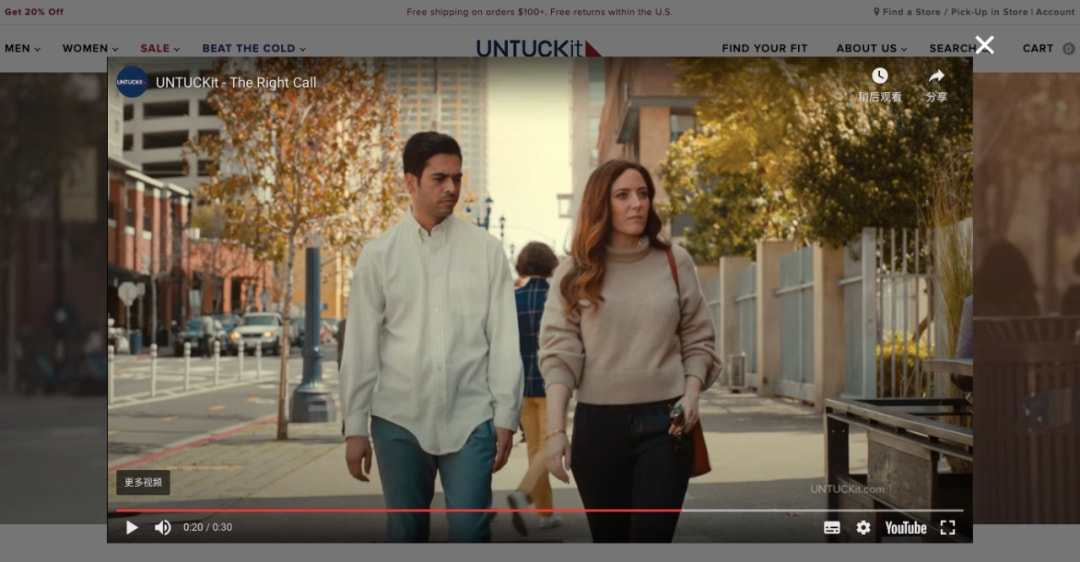 Get 20% Off
Free shipping on orders $100+. Free returns within the U.S.
Find a Store / Pick-Up in Store | Account
MEN
WOMEN
SALE
BEAT THE COLD
UNTUCKit
FIND YOUR FIT
ABOUT US
SEARCH
CART 0
UNTUCKit
UNTUCKit - The Right Call
稍后观看
分享
更多视频
UNTUCKit.com
0:20 / 0:30
YouTube